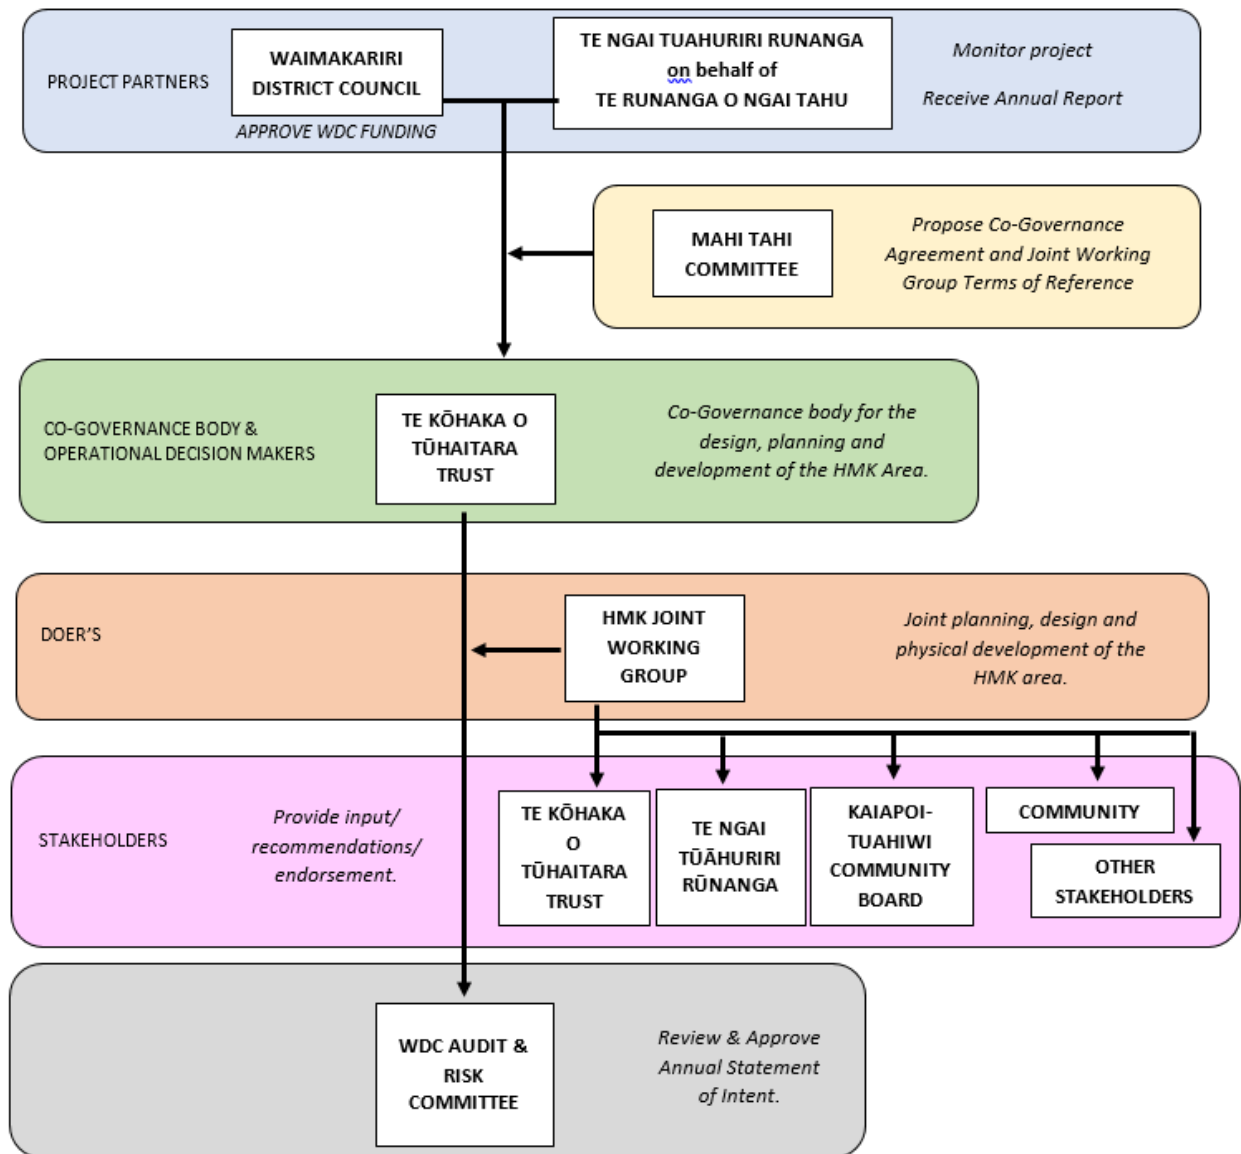 PROJECT PARTNERS
WAIMAKARIRI
DISTRICT COUNCIL
APPROVE WDC FUNDING
TE NGAI TUAHURIRI RUNANGA
on behalf of
TE RUNANGA O NGAI TAHU
Monitor project
Receive Annual Report
MAHI TAHI
COMMITTEE
Propose Co-Governance
Agreement and Joint Working
Group Terms of Reference
CO-GOVERNANCE BODY &
OPERATIONAL DECISION MAKERS
TE KŌHAKA O
TŪHAITARA
TRUST
Co-Governance body for the
design, planning and
development of the HMK Area.
DOER'S
HMK JOINT
WORKING
GROUP
Joint planning, design and
physical development of the
HMK area.
STAKEHOLDERS
Provide input/
recommendations/
endorsement.
TE KŌHAKA
O
TŪHAITARA
TRUST
TE NGAI
TŪĀHURIRI
RŪNANGA
KAIAPOI-
TUAHIWI
COMMUNITY
BOARD
COMMUNITY
OTHER
STAKEHOLDERS
WDC AUDIT &
RISK
COMMITTEE
Review & Approve
Annual Statement
of Intent.